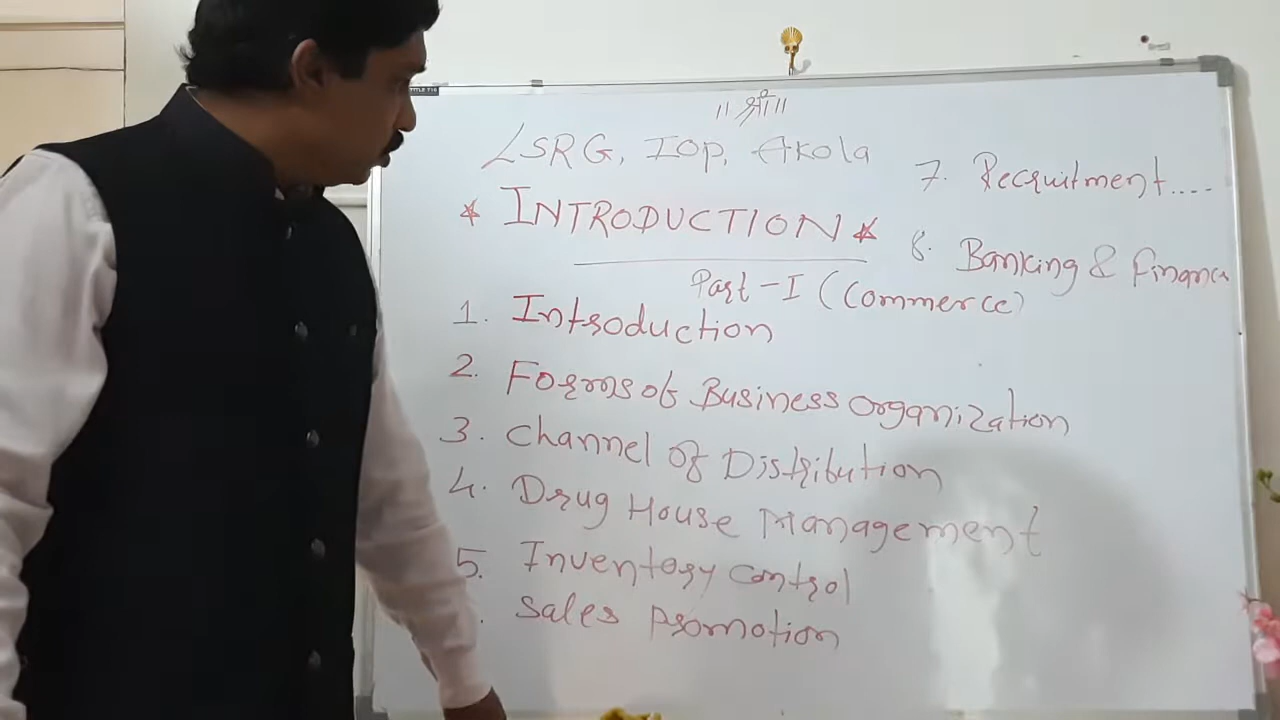 ॥ श्री ॥
LSRG, IOP, Akola
* INTRODUCTION *
Part-I (Commerce)
1. Introduction
2. Forms of Business Organization
3. Channel of Distribution
4. Drug House Management
5. Inventory control
Sales Promotion
7. Recruitment....
8. Banking & Finance